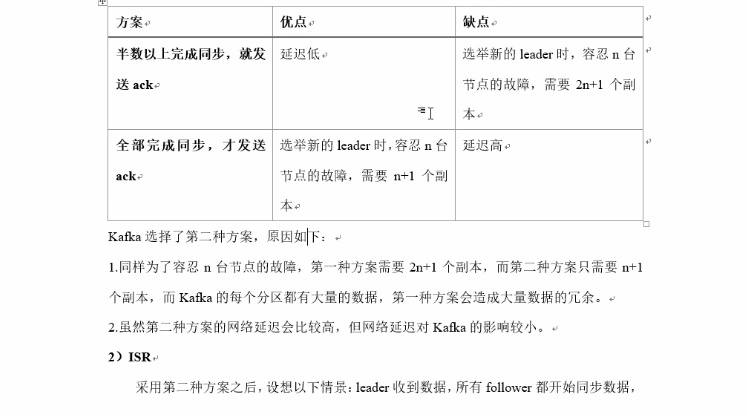 方案 优点 缺点
半数以上完成同步，就发 延迟低 选举新的 leader 时，容忍 n 台
送 ack 节点的故障，需要 2n+1 个副
本
全部完成同步，才发送 选举新的 leader 时，容忍 n 台 延迟高
ack 节点的故障，需要 n+1 个副
本
Kafka 选择了第二种方案，原因如下：
1.同样为了容忍 n 台节点的故障，第一种方案需要 2n+1 个副本，而第二种方案只需要 n+1
个副本，而 Kafka 的每个分区都有大量的数据，第一种方案会造成大量数据的冗余。
2.虽然第二种方案的网络延迟会比较高，但网络延迟对 Kafka 的影响较小。
2）ISR
采用第二种方案之后，设想以下情景：leader 收到数据，所有 follower 都开始同步数据，